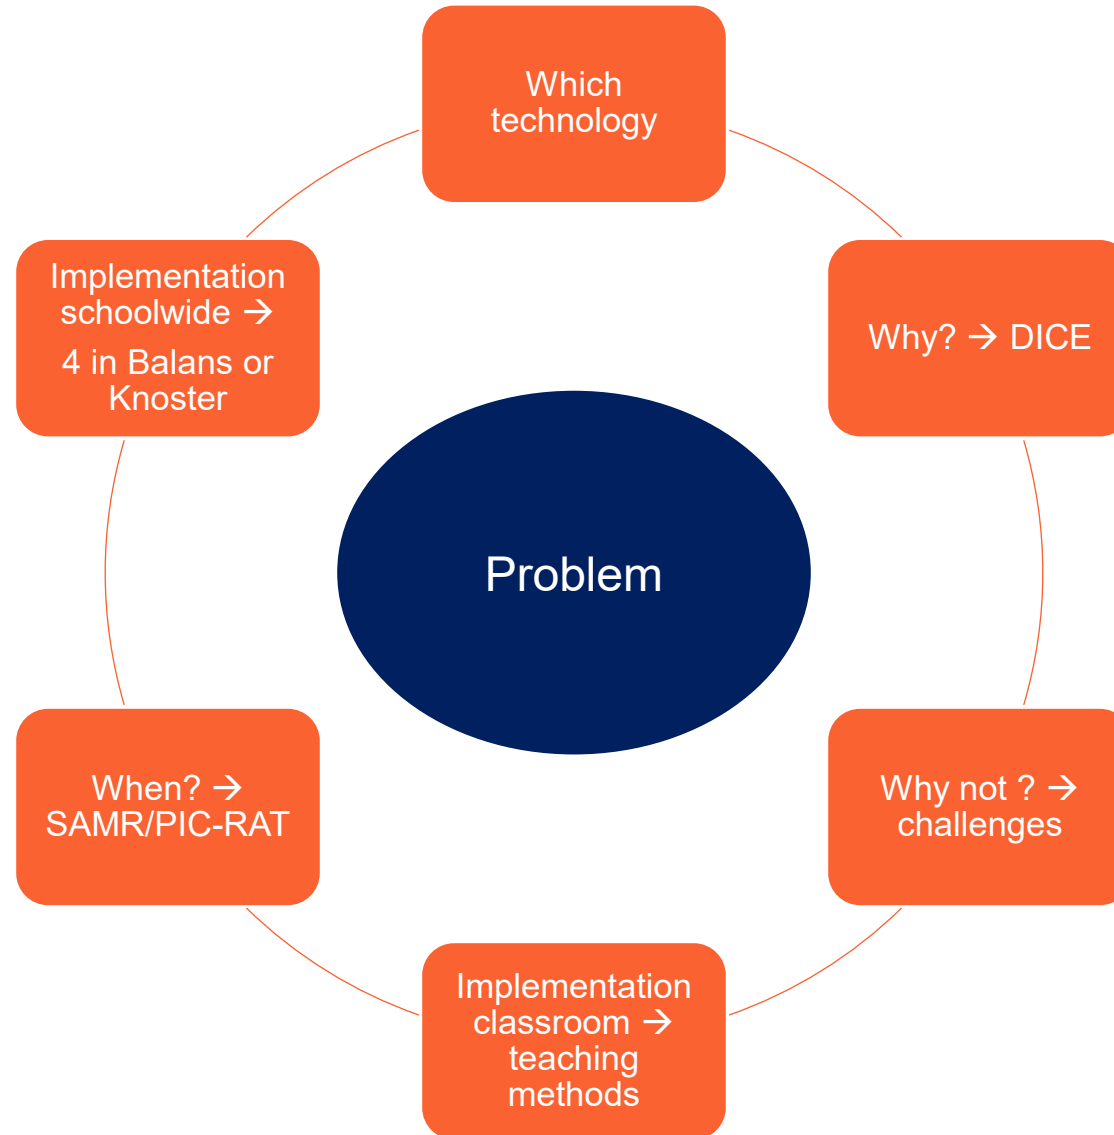 Which
technology
Why? → DICE
Why not ? →
challenges
Implementation
classroom →
teaching
methods
When? →
SAMR/PIC-RAT
Implementation
schoolwide →
4 in Balans or
Knoster
Problem